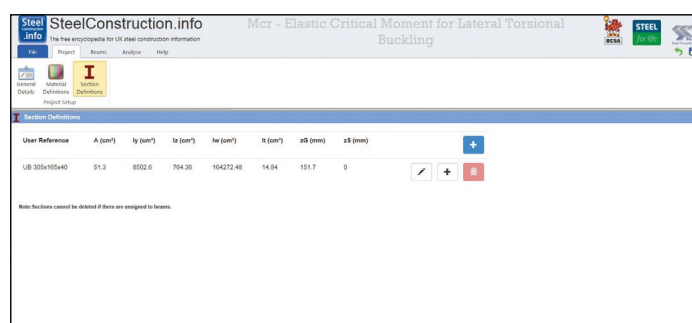 Steel
Construction
.info
SteelConstruction.info
The free encyclopedia for UK steel construction information
Mcr - Elastic Critical Moment for Lateral Torsional
Buckling
BCSA
STEEL
for life
File Project Beams Analyse Help
General
Details
Material
Definitions
Section
Definitions
Project Setup
Section Definitions
User Reference A (cm²) Iy (cm⁴) Iz (cm⁴) Iw (cm⁶) It (cm⁴) zG (mm) zS (mm)
UB 305x165x40 51.3 8502.6 764.36 164272.48 14.84 151.7 0
Note:Sections cannot be deleted if there are assigned to beams.